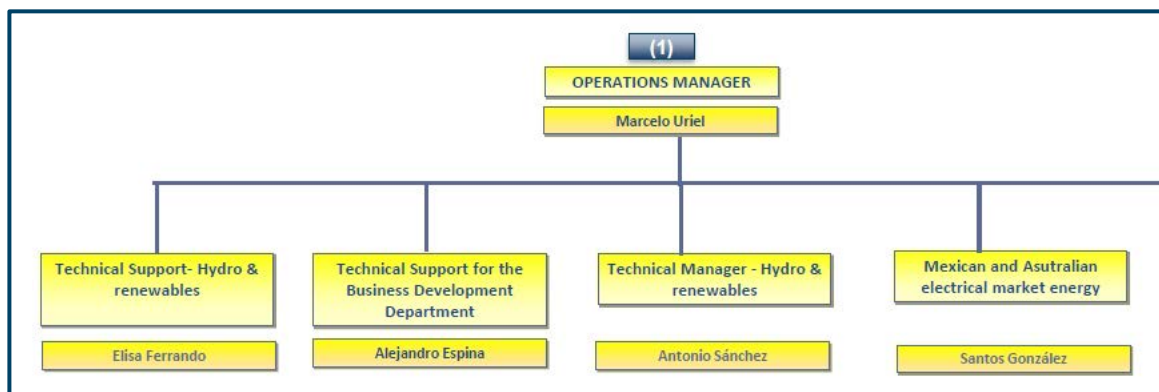 (1)
OPERATIONS MANAGER
Marcelo Uriel
Technical Support- Hydro &
renewables
Elisa Ferrando
Technical Support for the
Business Development
Department
Alejandro Espina
Technical Manager - Hydro &
renewables
Antonio Sánchez
Mexican and Asutralian
electrical market energy
Santos González